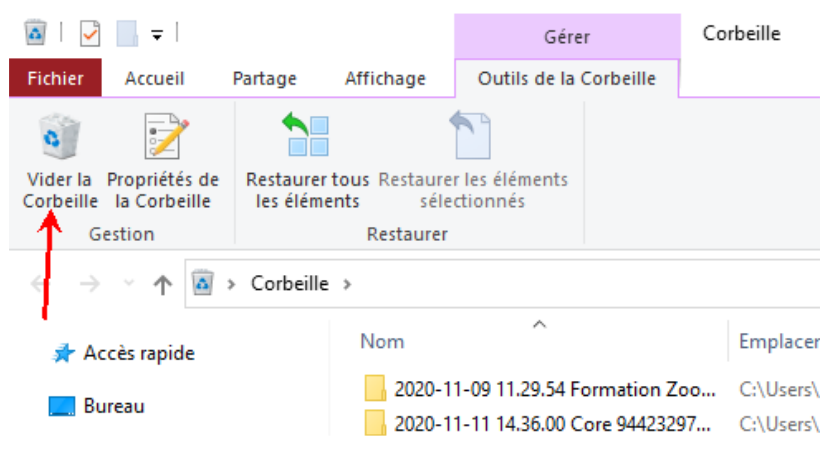 Gérer
Corbeille
Fichier Accueil Partage Affichage Outils de la Corbeille
Vider la Corbeille
Propriétés de la Corbeille
Restaurer tous les éléments
Restaurer les éléments sélectionnés
Gestion
Restaurer
> Corbeille >
Accès rapide
Bureau
Nom Emplacer
2020-11-09 11.29.54 Formation Zoo... C:\Users\
2020-11-11 14.36.00 Core 94423297... C:\Users\